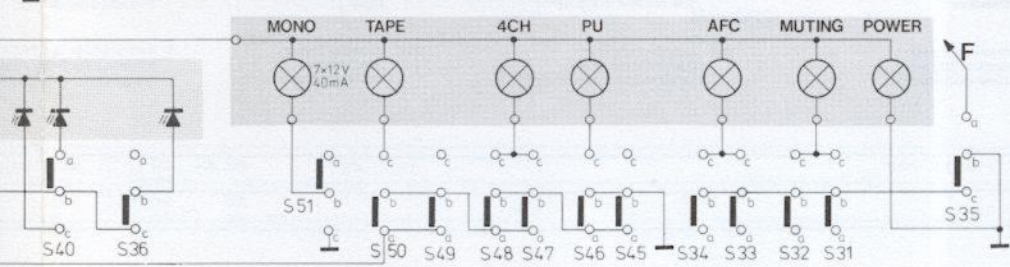 MONO TAPE 4CH PU AFC MUTING POWER
F
7×12V
40mA
a
a a a c c c c c c c c c c c b
b b b b b b b b b b b b b b
S51 S35
c c c a a a a a a a a a a a
S40 S36 S50 S49 S48 S47 S46 S45 S34 S33 S32 S31